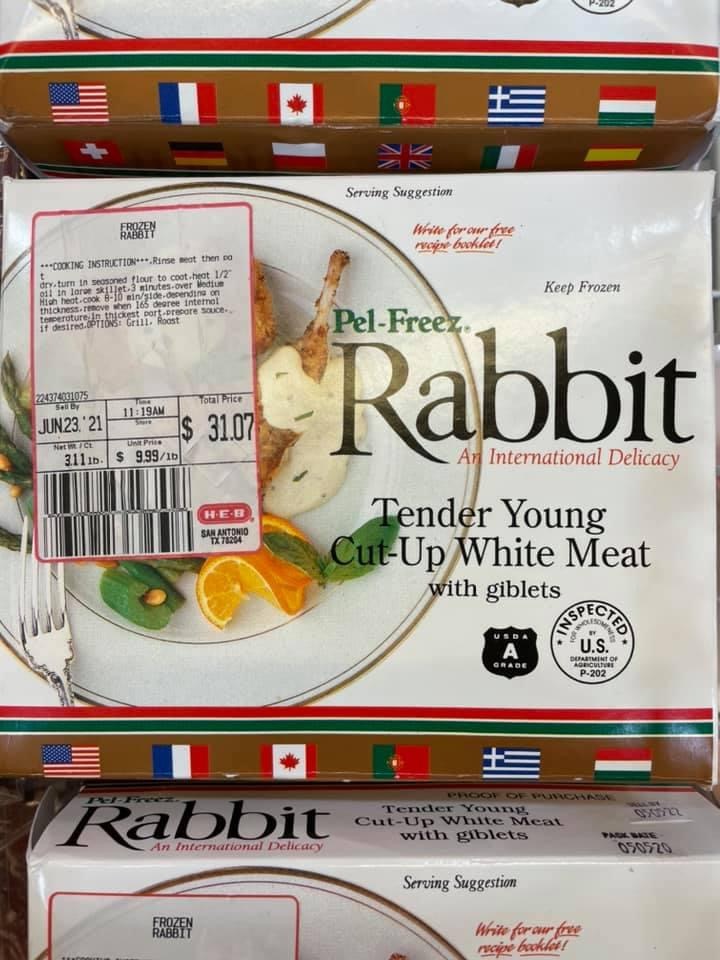 P-202
Serving Suggestion
Write for our free
recipe booklet!
Keep Frozen
FROZEN
RABBIT
***COOKING INSTRUCTION***.Rinse meat then pa
t
dry.turn in seasoned flour to coat.heat 1/2"
oil in large skillet.3 minutes.over Medium
High heat.cook 8-10 min/side.depending on
thickness.remove when 165 degree internal
temperature.in thickest part.prepare sauce..
if desired.OPTIONS: Grill, Roast
224374031075
Sell By
JUN.23.'21
Time
11:19AM
Store
Total Price
$ 31.07
Net Wt./Ct.
3.11 lb.
Unit Price
$ 9.99/lb
H-E-B
SAN ANTONIO
TX 78204
Pel-Freez®
Rabbit
An International Delicacy
Tender Young
Cut-Up White Meat
with giblets
USDA
A
GRADE
INSPECTED
FOR WHOLESOMENESS
BY
U.S.
DEPARTMENT OF
AGRICULTURE
P-202
Pel-Freez
Rabbit
An International Delicacy
PROOF OF PURCHASE
Tender Young
Cut-Up White Meat
with giblets
SELL BY
050522
PACK DATE
050520
Serving Suggestion
FROZEN
RABBIT
Write for our free
recipe booklet!